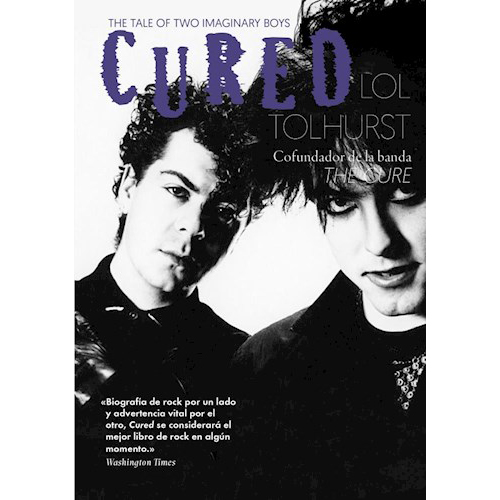 THE TALE OF TWO IMAGINARY BOYS
CURED
LOL
TOLHURST
Cofundador de la banda
THE CURE
«Biografía de rock por un lado
y advertencia vital por el
otro, Cured se considerará el
mejor libro de rock en algún
momento.»
Washington Times